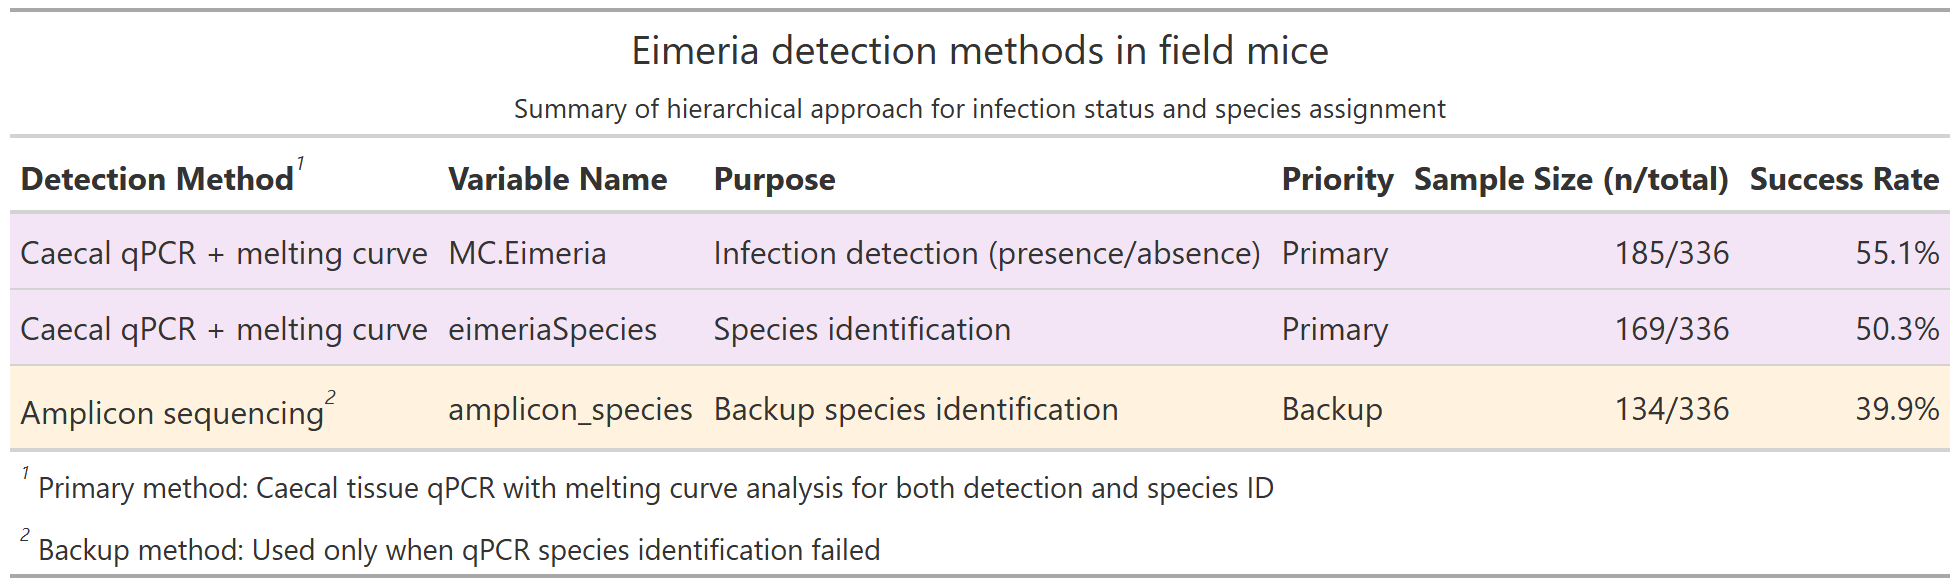 Eimeria detection methods in field mice
Summary of hierarchical approach for infection status and species assignment
Detection Method1 Variable Name Purpose Priority Sample Size (n/total) Success Rate
Caecal qPCR + melting curve MC.Eimeria Infection detection (presence/absence) Primary 185/336 55.1%
Caecal qPCR + melting curve eimeriaSpecies Species identification Primary 169/336 50.3%
Amplicon sequencing2 amplicon_species Backup species identification Backup 134/336 39.9%
1 Primary method: Caecal tissue qPCR with melting curve analysis for both detection and species ID
2 Backup method: Used only when qPCR species identification failed